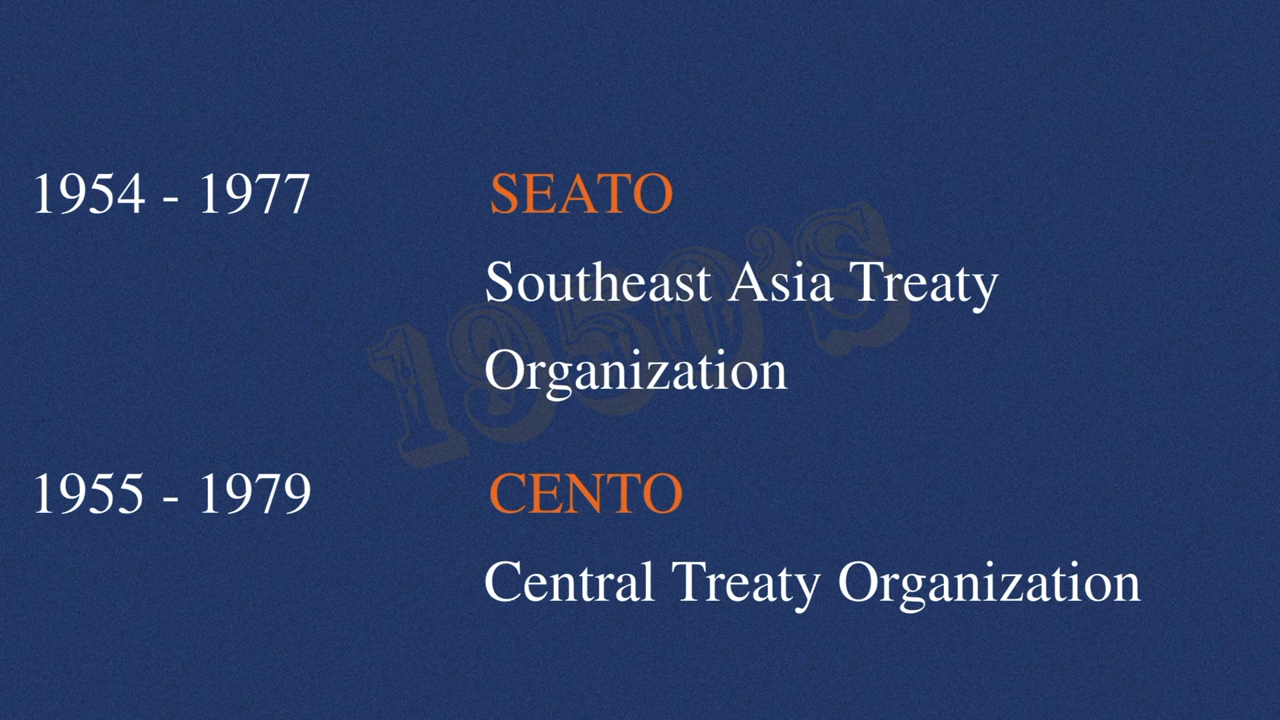 1954 - 1977 SEATO
Southeast Asia Treaty
Organization
1950's
1955 - 1979 CENTO
Central Treaty Organization